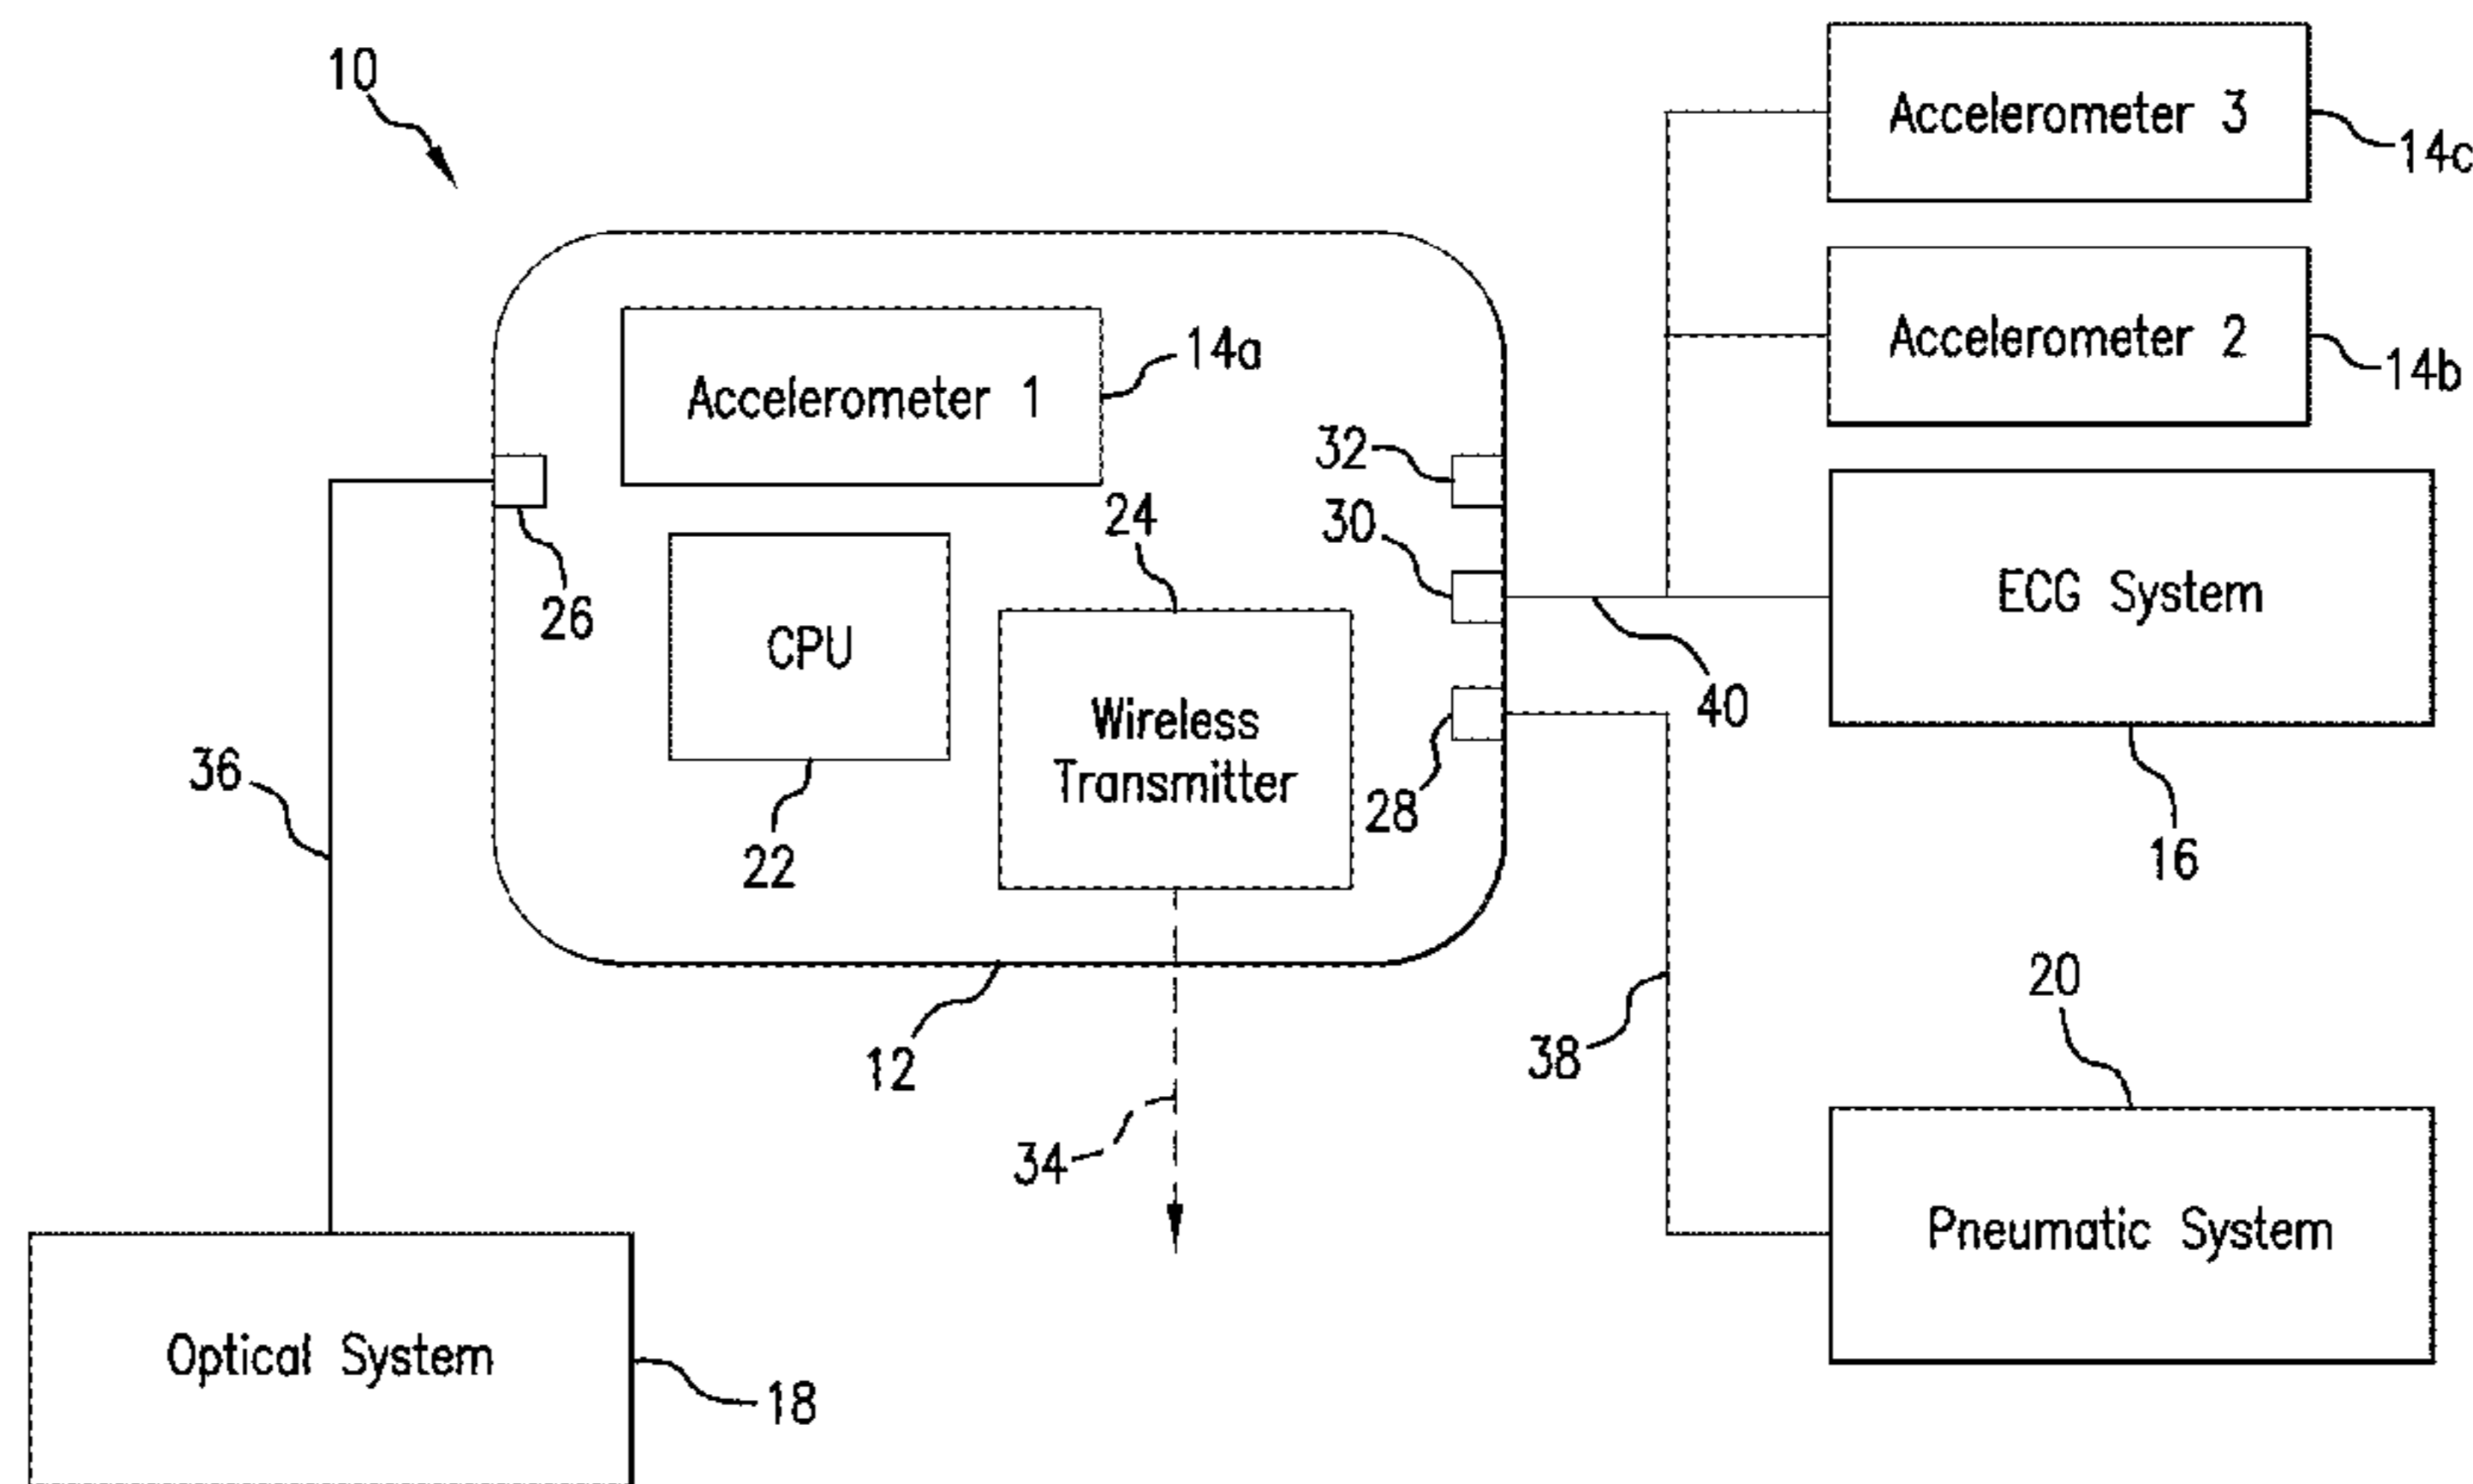 10
Accelerometer 3
14c
Accelerometer 2
14b
Accelerometer 1
14a
32
30
24
26
CPU
ECG System
40
Wireless
Transmitter
28
36
22
16
12
38
20
34
Pneumatic System
Optical System
18